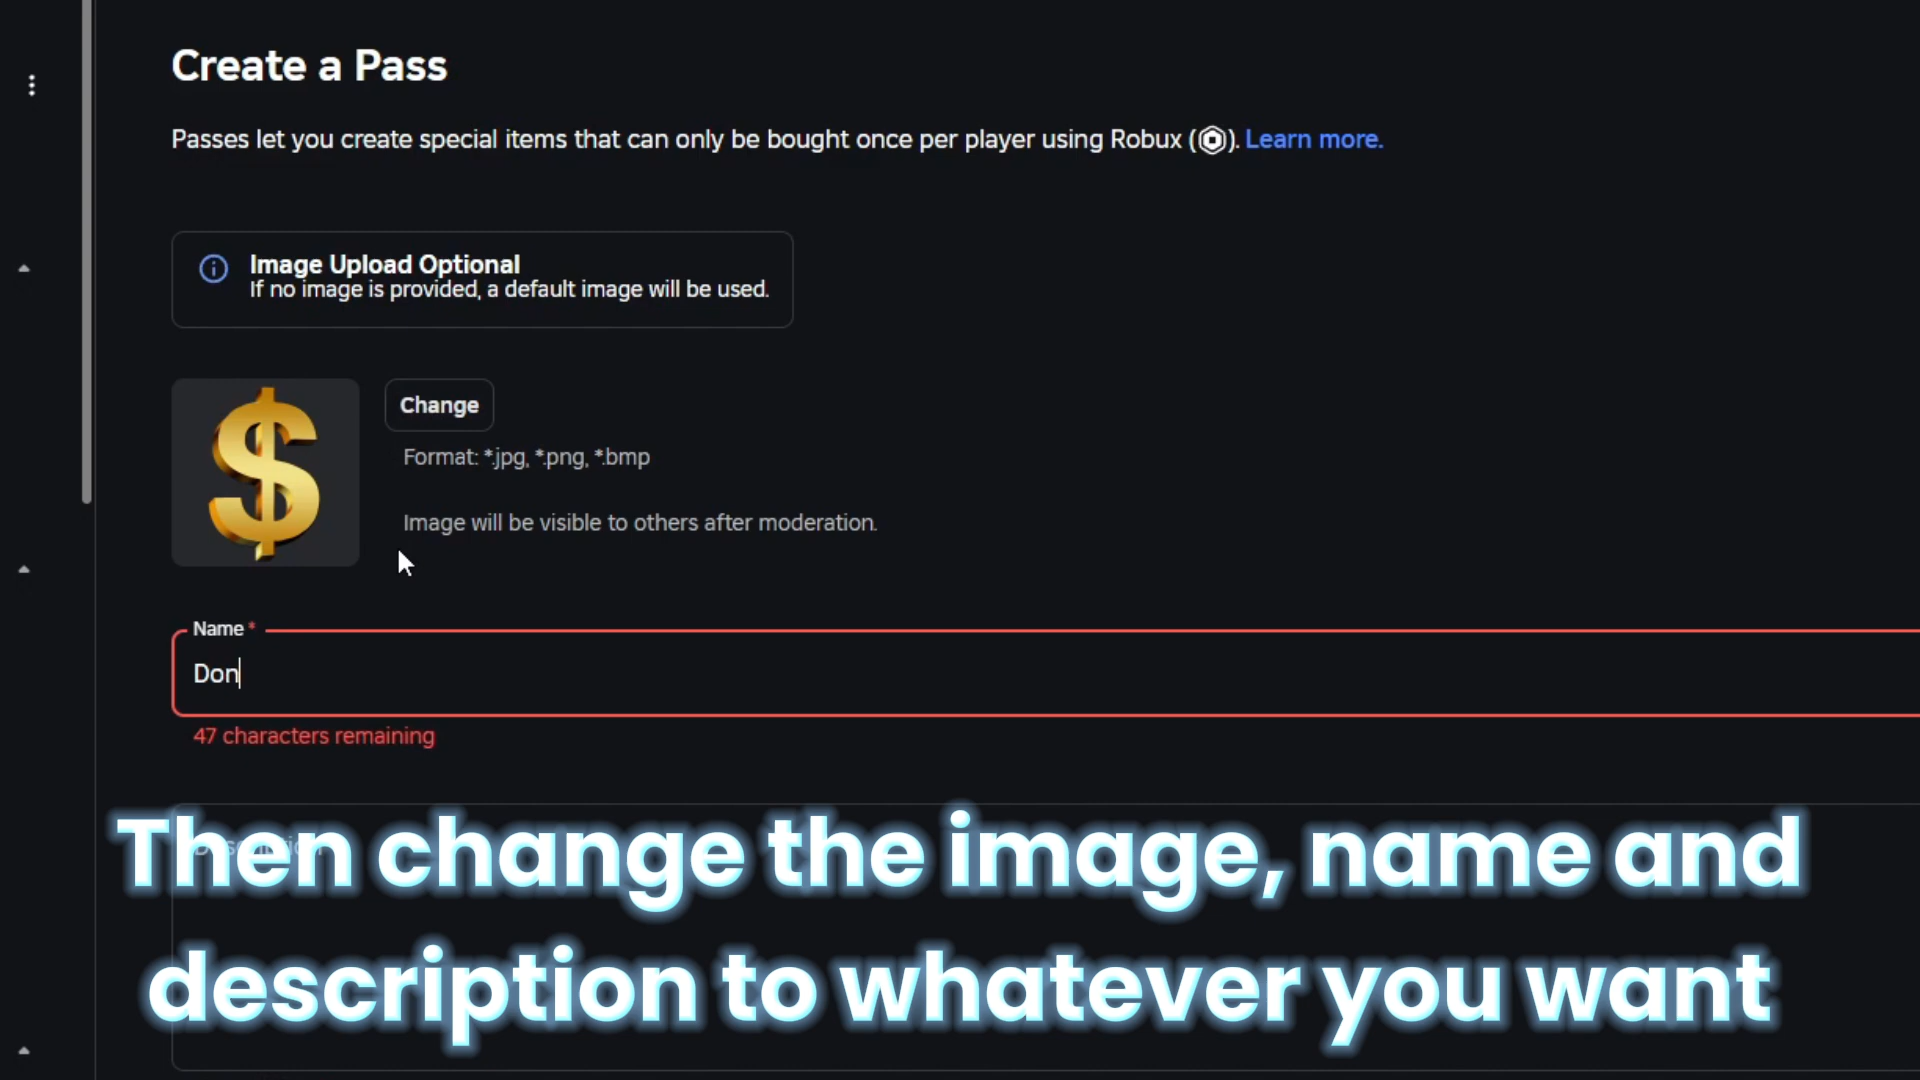 Create a Pass
Passes let you create special items that can only be bought once per player using Robux (). Learn more.
Image Upload Optional
If no image is provided, a default image will be used.
Change
Format: *.jpg, *.png, *.bmp
Image will be visible to others after moderation.
Name *
Don
47 characters remaining
Then change the image, name and
description to whatever you want